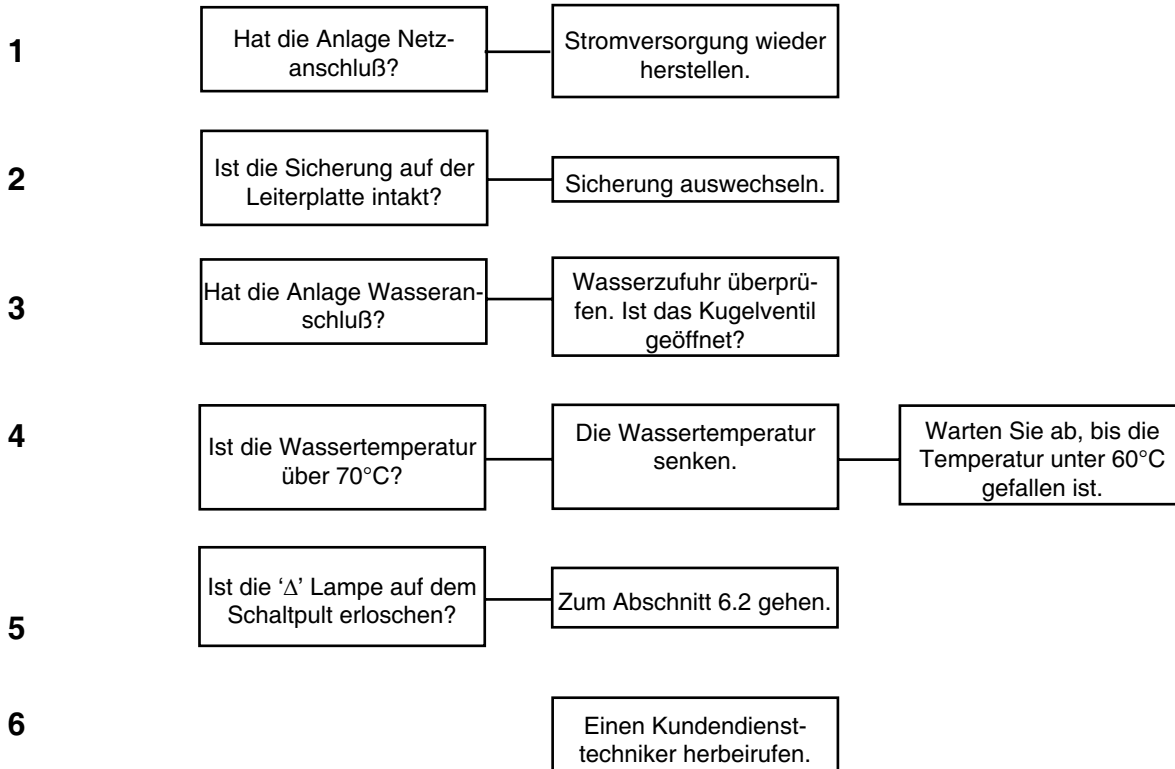 1
Hat die Anlage Netz-
anschluß?
Stromversorgung wieder
herstellen.
2
Ist die Sicherung auf der
Leiterplatte intakt?
Sicherung auswechseln.
3
Hat die Anlage Wasseran-
schluß?
Wasserzufuhr überprü-
fen. Ist das Kugelventil
geöffnet?
4
Ist die Wassertemperatur
über 70°C?
Die Wassertemperatur
senken.
Warten Sie ab, bis die
Temperatur unter 60°C
gefallen ist.
5
Ist die ‘Δ’ Lampe auf dem
Schaltpult erloschen?
Zum Abschnitt 6.2 gehen.
6
Einen Kundendienst-
techniker herbeirufen.